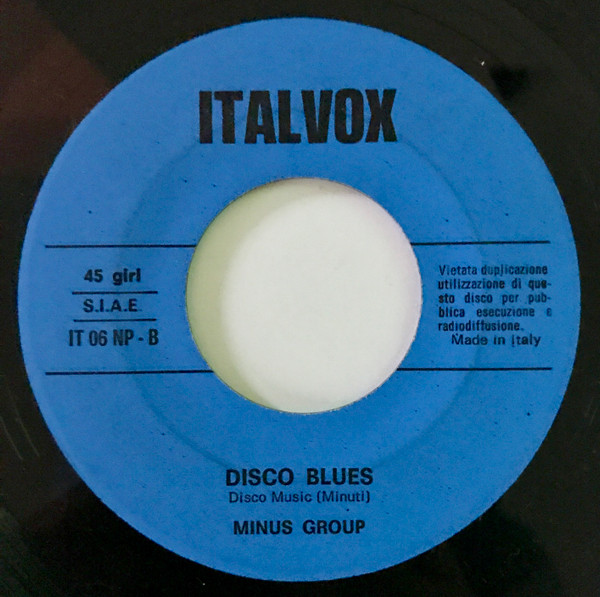 ITALVOX
45 giri
S.I.A.E.
IT 06 NP - B
Vietata duplicazione
utilizzazione di que-
sto disco per pub-
blica esecuzione e
radiodiffusione.
Made in Italy
DISCO BLUES
Disco Music (Minuti)
MINUS GROUP